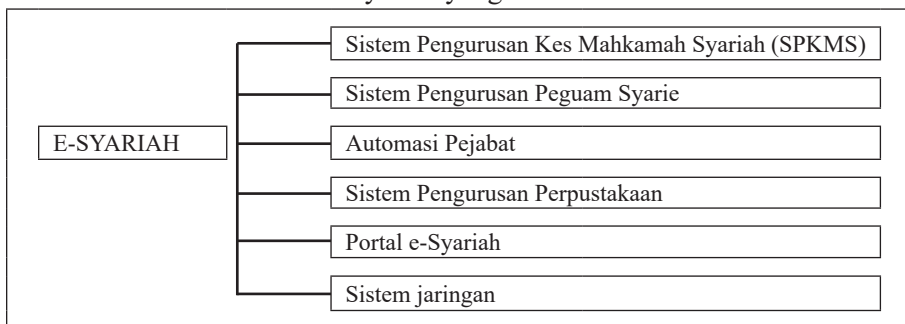 Sistem Pengurusan Kes Mahkamah Syariah (SPKMS)
Sistem Pengurusan Peguam Syarie
E-SYARIAH
Automasi Pejabat
Sistem Pengurusan Perpustakaan
Portal e-Syariah
Sistem jaringan